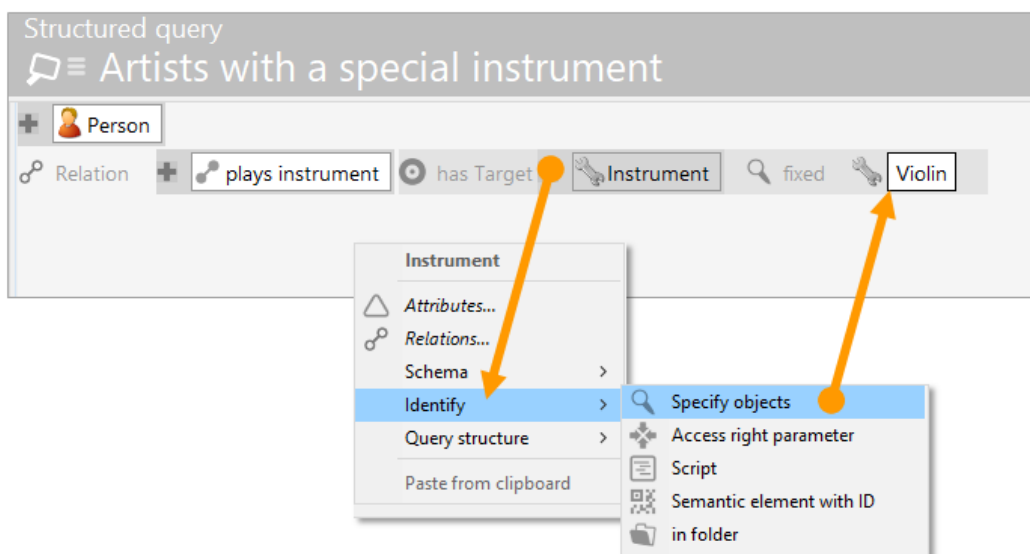 Structured query
Artists with a special instrument
Person
Relation plays instrument has Target Instrument fixed Violin
Instrument
Attributes...
Relations...
Schema
Identify
Query structure
Paste from clipboard
Specify objects
Access right parameter
Script
Semantic element with ID
in folder